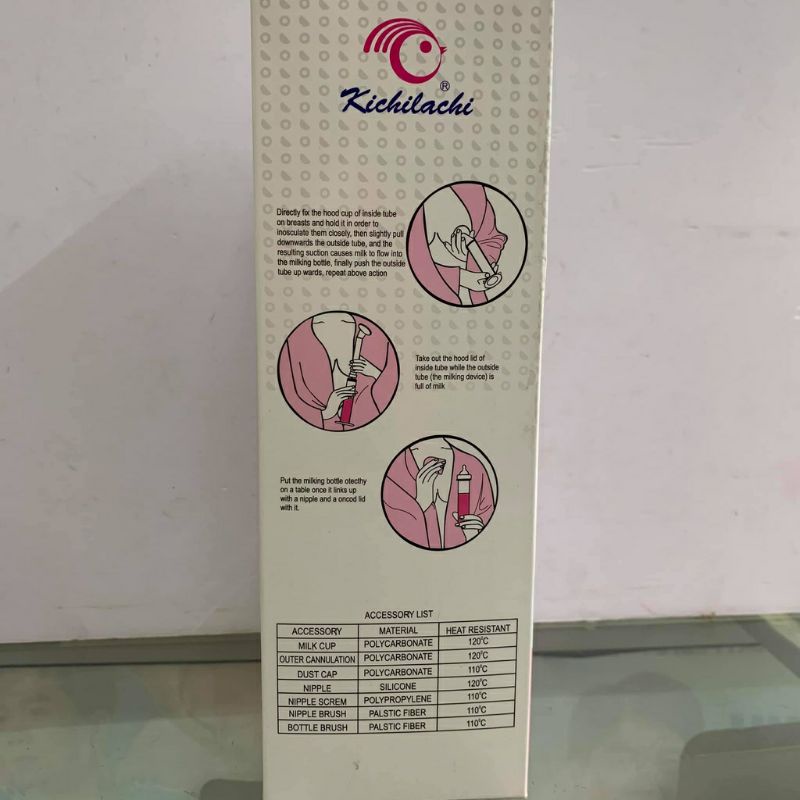 ®
Kichilachi
Directly fix the hood cup of inside tube
on breasts and hold it in order to
inosculate them closely, then slightly pull
downwards the outside tube, and the
resulting suction causes milk to flow into
the milking bottle, finally push the outside
tube up wards, repeat above action
Take out the hood lid of
inside tube while the outside
tube (the milking device) is
full of milk
Put the milking bottle otecthy
on a table once it links up
with a nipple and a oncod lid
with it.
ACCESSORY LIST
ACCESSORY MATERIAL HEAT RESISTANT
MILK CUP POLYCARBONATE 120°C
OUTER CANNULATION POLYCARBONATE 120°C
DUST CAP POLYCARBONATE 110°C
NIPPLE SILICONE 120°C
NIPPLE SCREM POLYPROPYLENE 110°C
NIPPLE BRUSH PALSTIC FIBER 110°C
BOTTLE BRUSH PALSTIC FIBER 110°C